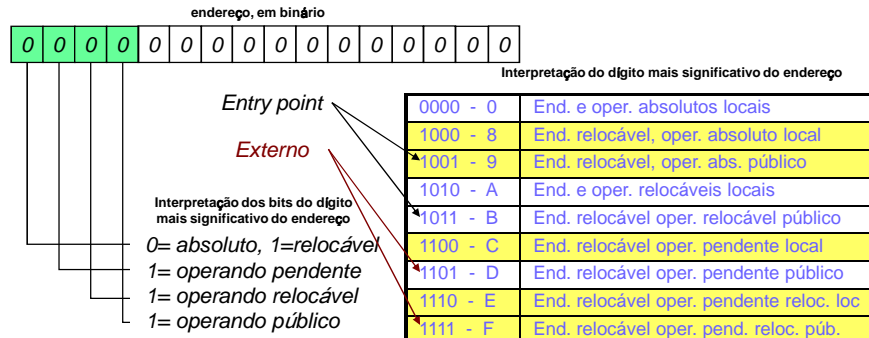 endereço, em binário
0 0 0 0 0 0 0 0 0 0 0 0 0 0 0 0
Interpretação do dígito mais significativo do endereço
Entry point
Externo
0000 - 0 End. e oper. absolutos locais
1000 - 8 End. relocável, oper. absoluto local
1001 - 9 End. relocável, oper. abs. público
1010 - A End. e oper. relocáveis locais
1011 - B End. relocável oper. relocável público
1100 - C End. relocável oper. pendente local
1101 - D End. relocável oper. pendente público
1110 - E End. relocável oper. pendente reloc. loc
1111 - F End. relocável oper. pend. reloc. púb.
Interpretação dos bits do dígito
mais significativo do endereço
0= absoluto, 1=relocável
1= operando pendente
1= operando relocável
1= operando público